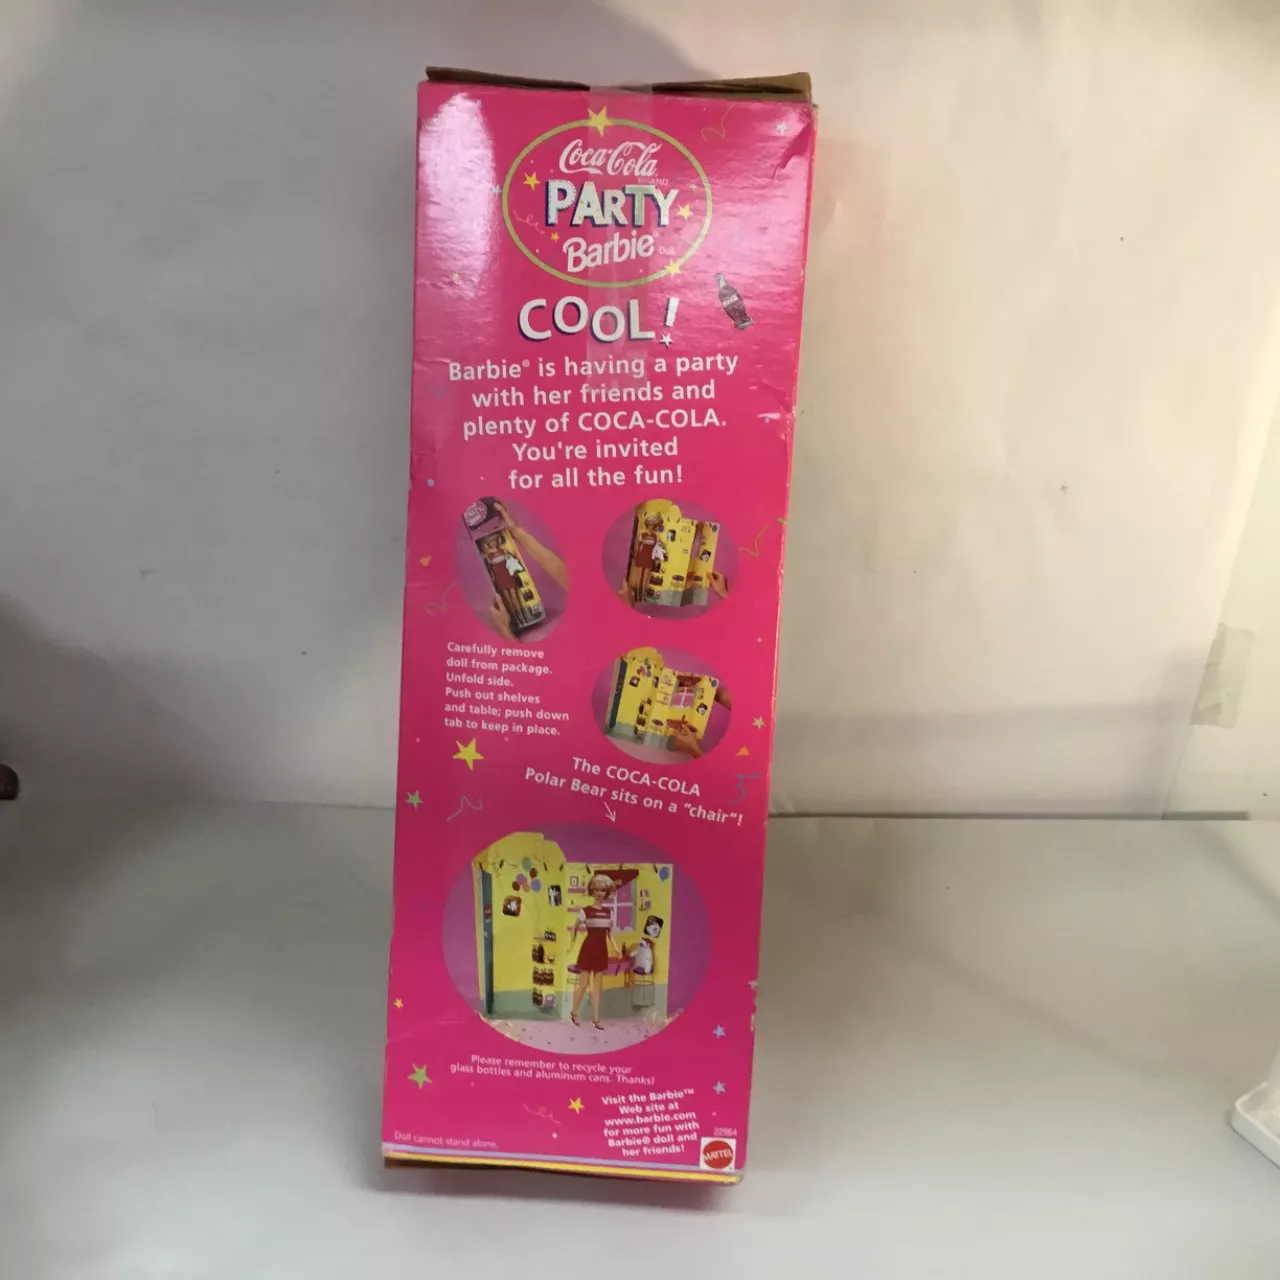 Coca-Cola
BRAND
PARTY
Barbie® Doll
COOL!
Barbie® is having a party
with her friends and
plenty of COCA-COLA.
You're invited
for all the fun!
Carefully remove
doll from package.
Unfold side.
Push out shelves
and table; push down
tab to keep in place.
The COCA-COLA
Polar Bear sits on a "chair"!
Please remember to recycle your
glass bottles and aluminum cans. Thanks!
Visit the Barbie™
Web site at
www.barbie.com
for more fun with
Barbie® doll and
her friends!
22964
MATTEL
Doll cannot stand alone.